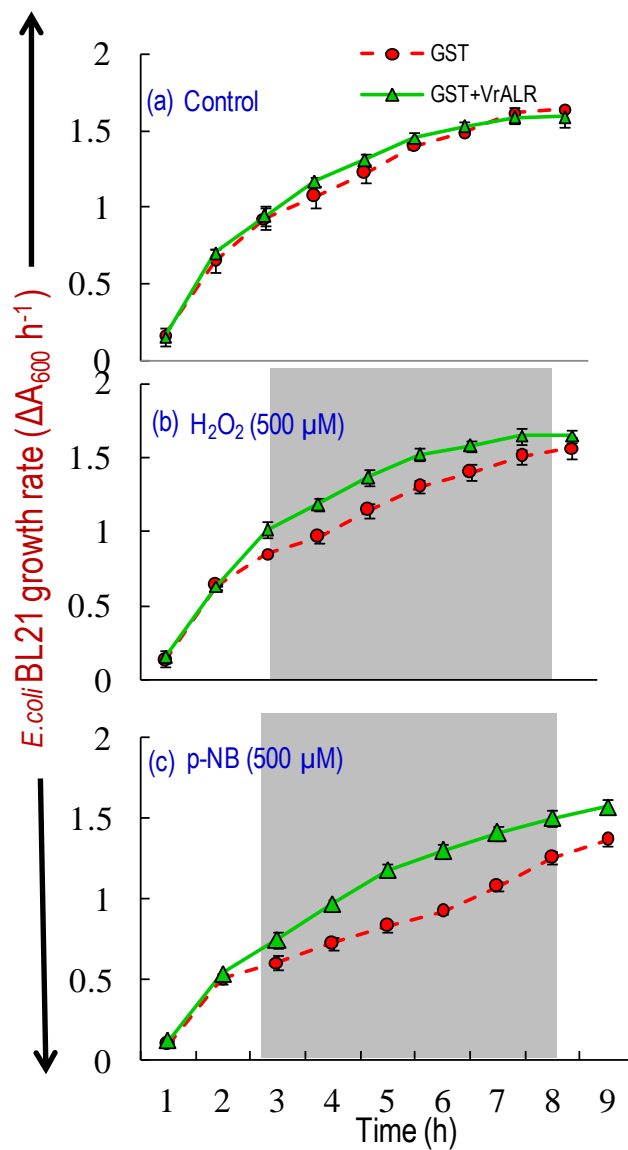 E.coli BL21 growth rate (ΔA₆₀₀ h⁻¹)
GST
GST+VrALR
(a) Control
2
1.5
1
0.5
0
(b) H₂O₂ (500 µM)
2
1.5
1
0.5
0
(c) p-NB (500 µM)
2
1.5
1
0.5
0
1 2 3 4 5 6 7 8 9
Time (h)